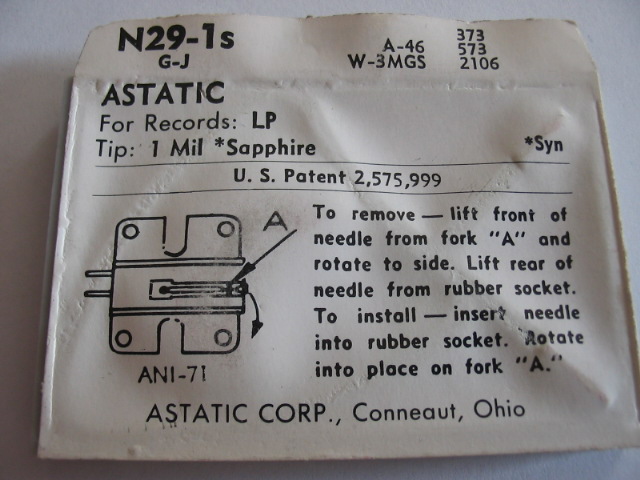 N29-1s
G-J
A-46 373
573
W-3MGS 2106
ASTATIC
For Records: LP
Tip: 1 Mil *Sapphire *Syn
U. S. Patent 2,575,999
A
To remove — lift front of
needle from fork "A" and
rotate to side. Lift rear of
needle from rubber socket.
To install — insert needle
into rubber socket. Rotate
into place on fork "A."
AN1-71
ASTATIC CORP., Conneaut, Ohio